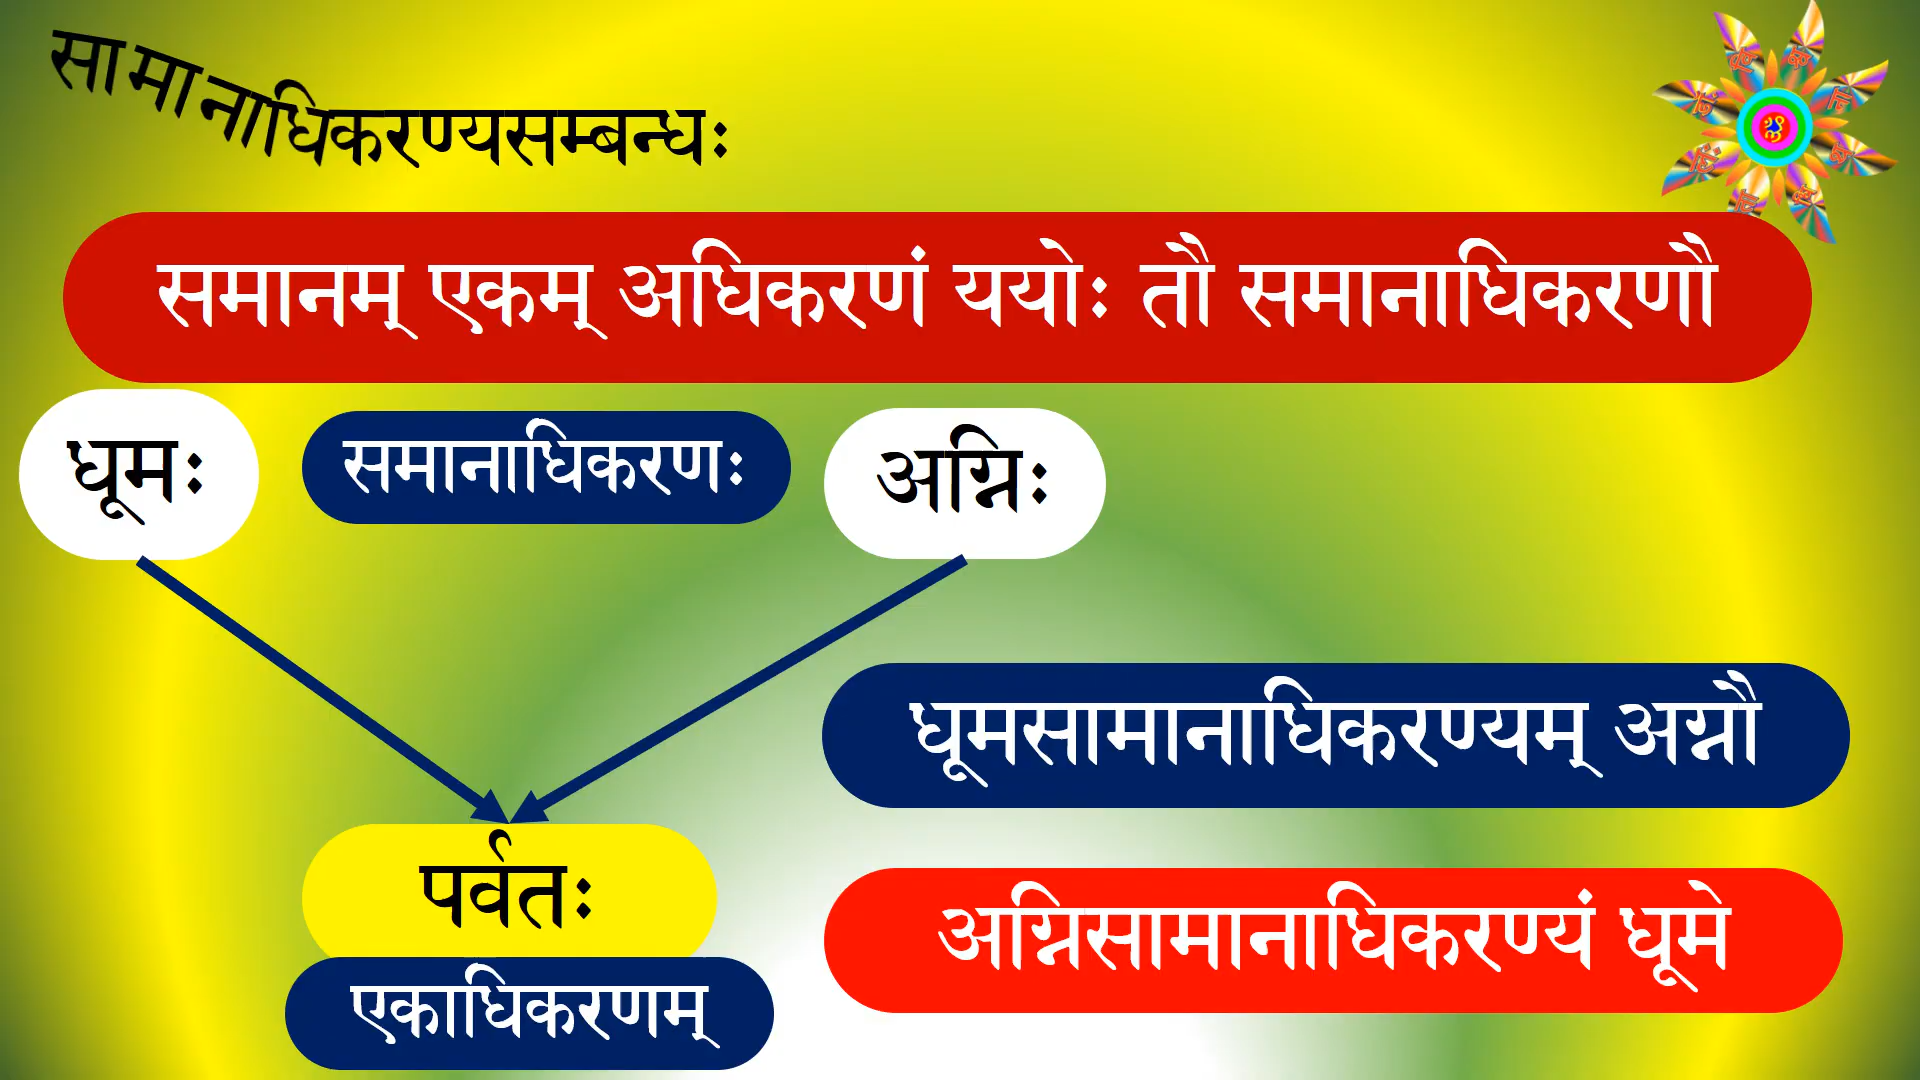 सामानाधिकरण्यसम्बन्धः
समानम् एकम् अधिकरणं ययोः तौ समानाधिकरणौ
धूमः
समानाधिकरणः
अग्निः
धूमसामानाधिकरण्यम् अग्नौ
पर्वतः
अग्निसामानाधिकरण्यं धूमे
एकाधिकरणम्